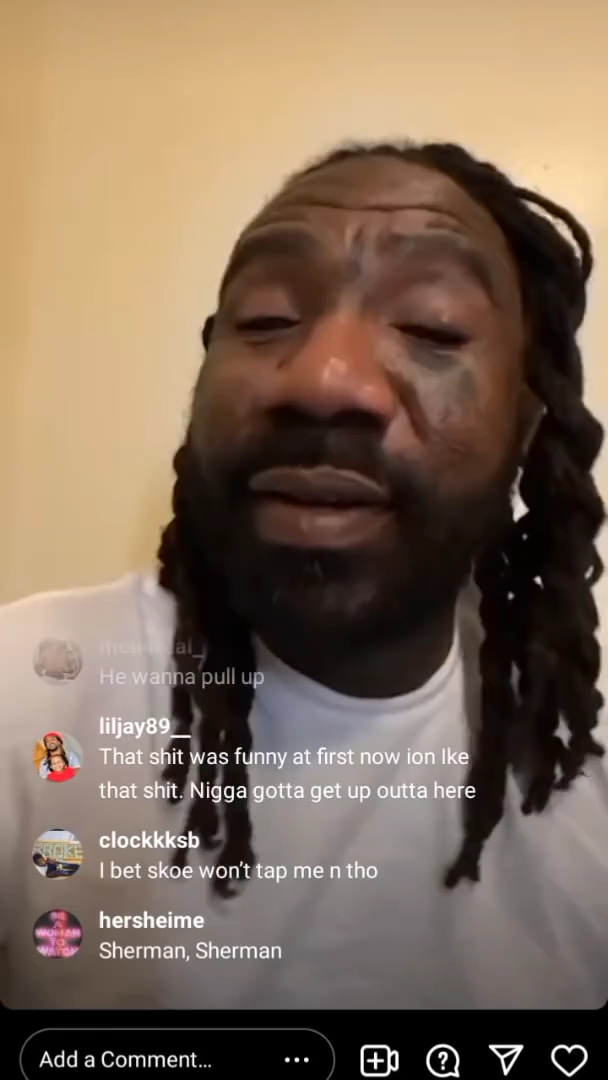 He wanna pull up
liljay89__
That shit was funny at first now ion Ike
that shit. Nigga gotta get up outta here
clockkksb
I bet skoe won't tap me n tho
hersheime
Sherman, Sherman
Add a Comment...